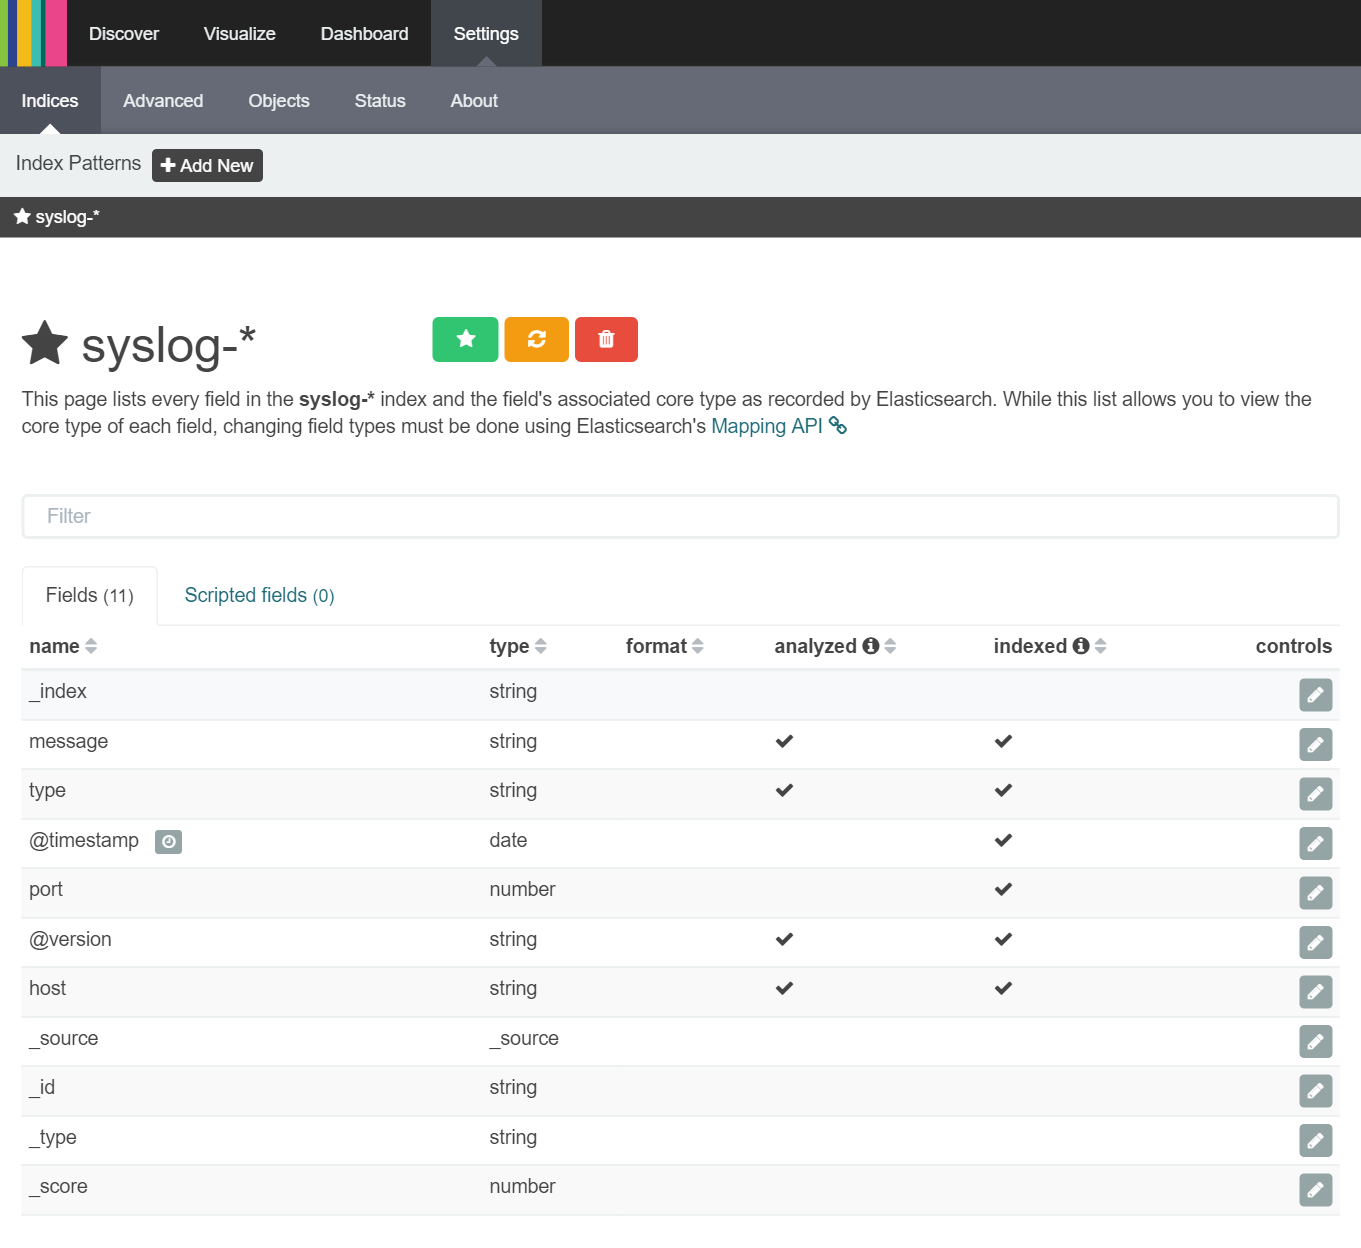 Discover Visualize Dashboard Settings
Indices Advanced Objects Status About
Index Patterns Add New
syslog-*
syslog-*
This page lists every field in the syslog-* index and the field's associated core type as recorded by Elasticsearch. While this list allows you to view the
core type of each field, changing field types must be done using Elasticsearch's Mapping API
Filter
Fields (11) Scripted fields (0)
name type format analyzed indexed controls
_index string
message string
type string
@timestamp date
port number
@version string
host string
_source _source
_id string
_type string
_score number